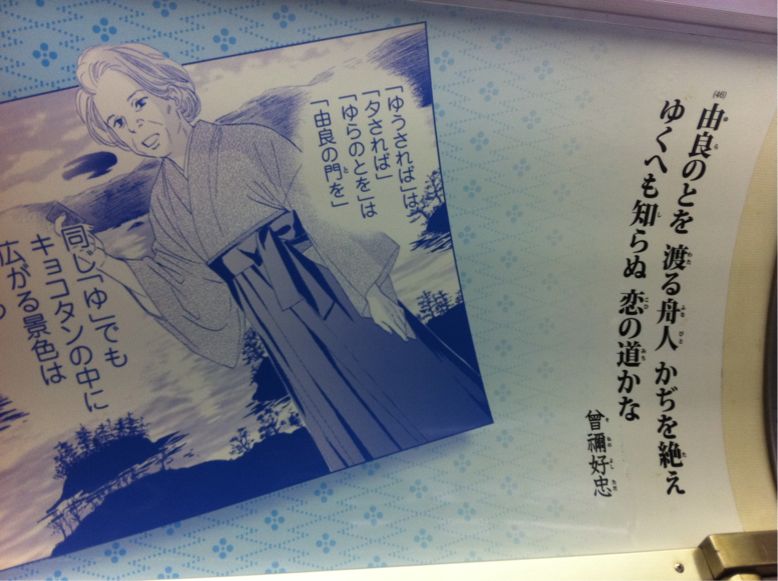 (46)
由良のとを 渡る舟人 かぢを絶え
ゆくへも知らぬ 恋の道かな
曾禰好忠
「ゆうされば」は
「夕されば」
「ゆらのとを」は
「由良の門を」
同じ「ゆ」でも
キョコタンの中に
広がる景色は